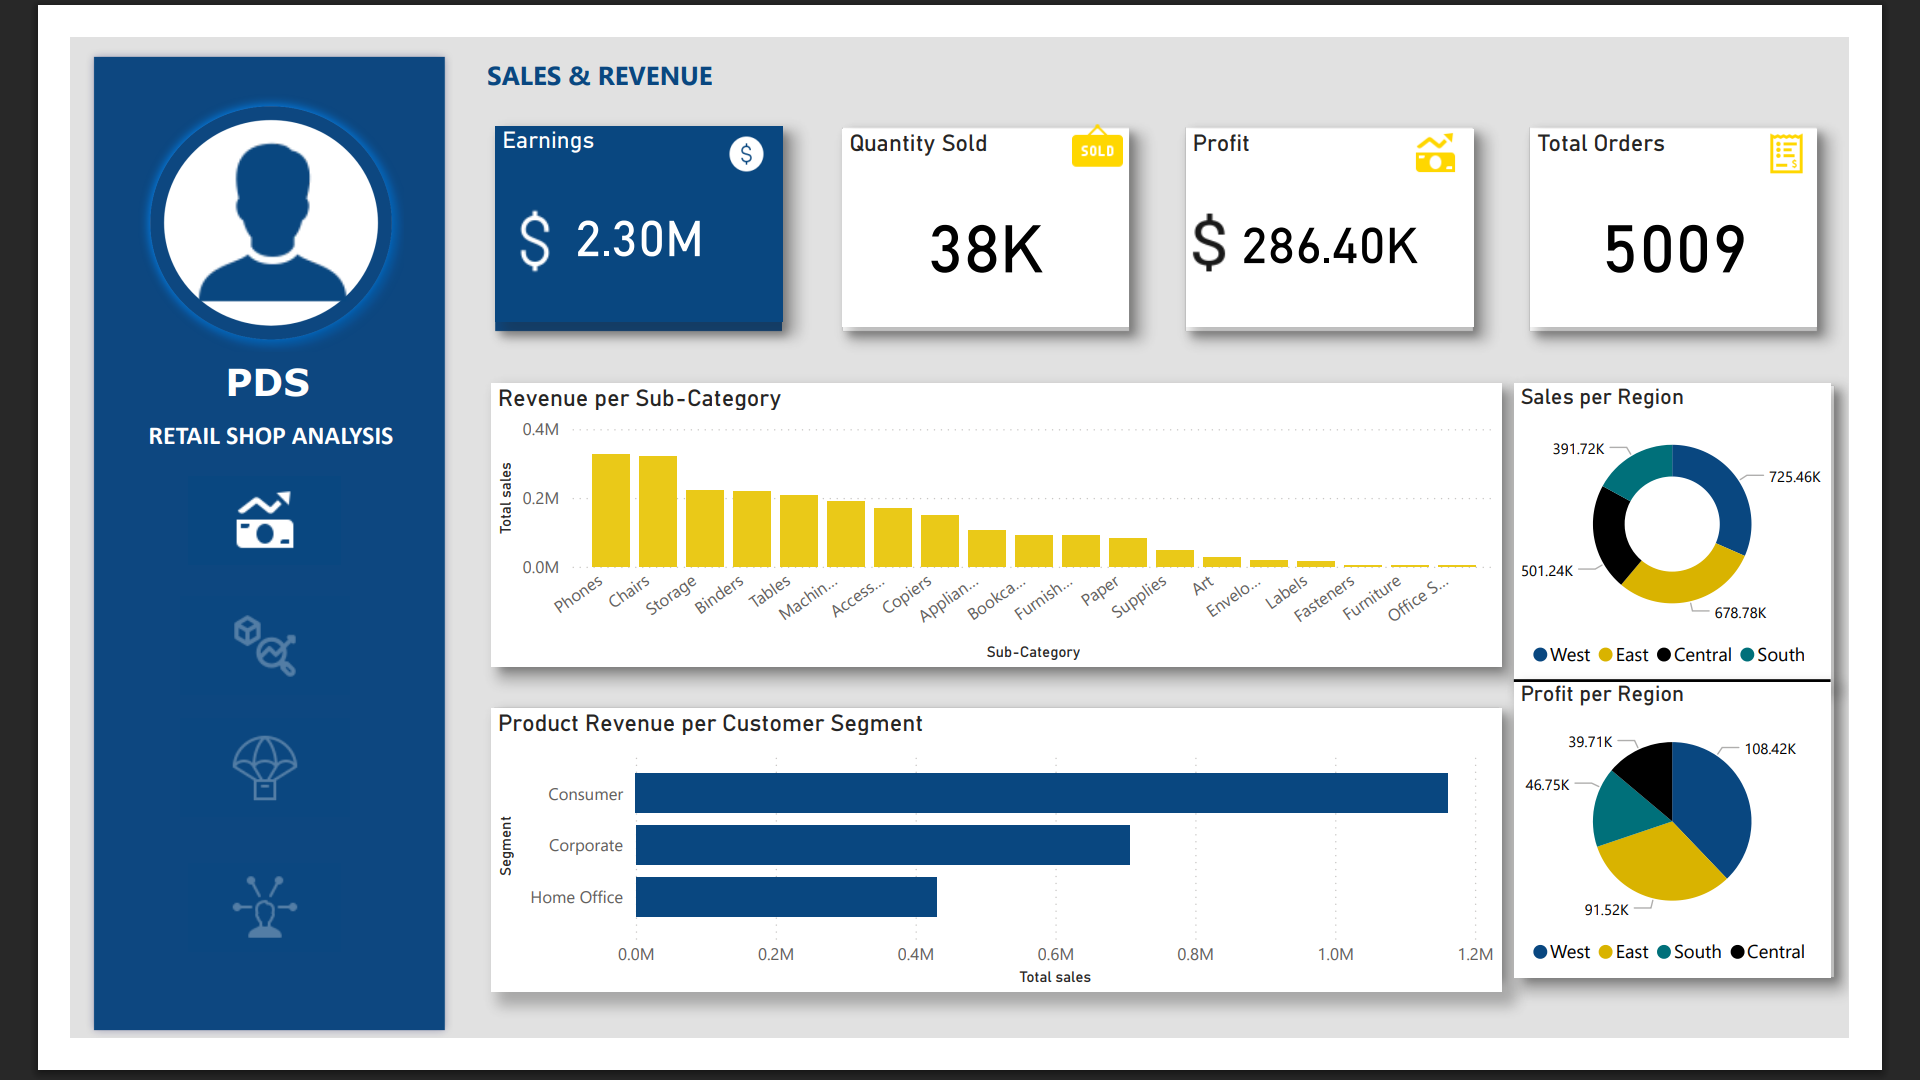 SALES & REVENUE
PDS
RETAIL SHOP ANALYSIS
Earnings
$
$ 2.30M
Quantity Sold
SOLD
38K
Profit
$ 286.40K
Total Orders
$
5009
Revenue per Sub-Category
Total sales
0.4M
0.2M
0.0M
Phones
Chairs
Storage
Binders
Tables
Machin...
Access...
Copiers
Applian...
Bookca...
Furnish...
Paper
Supplies
Art
Envelo...
Labels
Fasteners
Furniture
Office S...
Sub-Category
Sales per Region
391.72K
725.46K
501.24K
678.78K
West East Central South
Product Revenue per Customer Segment
Segment
Consumer
Corporate
Home Office
0.0M 0.2M 0.4M 0.6M 0.8M 1.0M 1.2M
Total sales
Profit per Region
39.71K
108.42K
46.75K
91.52K
West East South Central